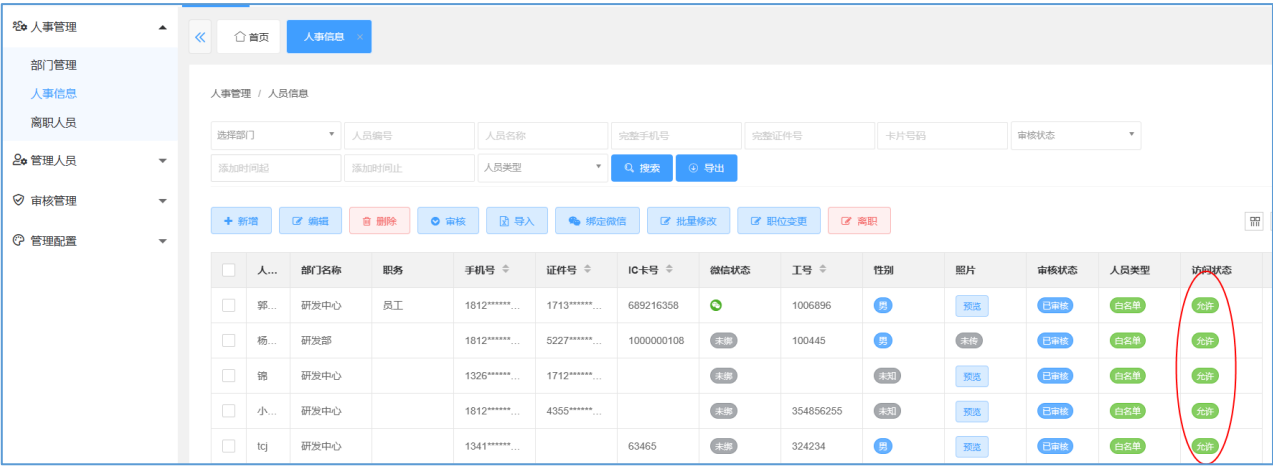 人事管理
部门管理
人事信息
离职人员
管理人员
审核管理
管理配置
首页 人事信息 ×
人事管理 / 人员信息
选择部门 人员编号 人员名称 完整手机号 完整证件号 卡片号码 审核状态
添加时间起 添加时间止 人员类型 搜索 导出
新增 编辑 删除 审核 导入 绑定微信 批量修改 职位变更 离职
人... 部门名称 职务 手机号 证件号 IC卡号 微信状态 工号 性别 照片 审核状态 人员类型 访问状态
郭... 研发中心 员工 1812******... 1713******... 689216358 1006896 男 预览 已审核 白名单 允许
杨... 研发部 1812******... 5227******... 1000000108 未绑 100445 男 未传 已审核 白名单 允许
锦 研发中心 1326******... 1712******... 未绑 未知 预览 已审核 白名单 允许
小... 研发中心 1812******... 4355******... 未绑 354856255 未知 预览 已审核 白名单 允许
tcj 研发中心 1341******... 63465 未绑 324234 男 预览 已审核 白名单 允许